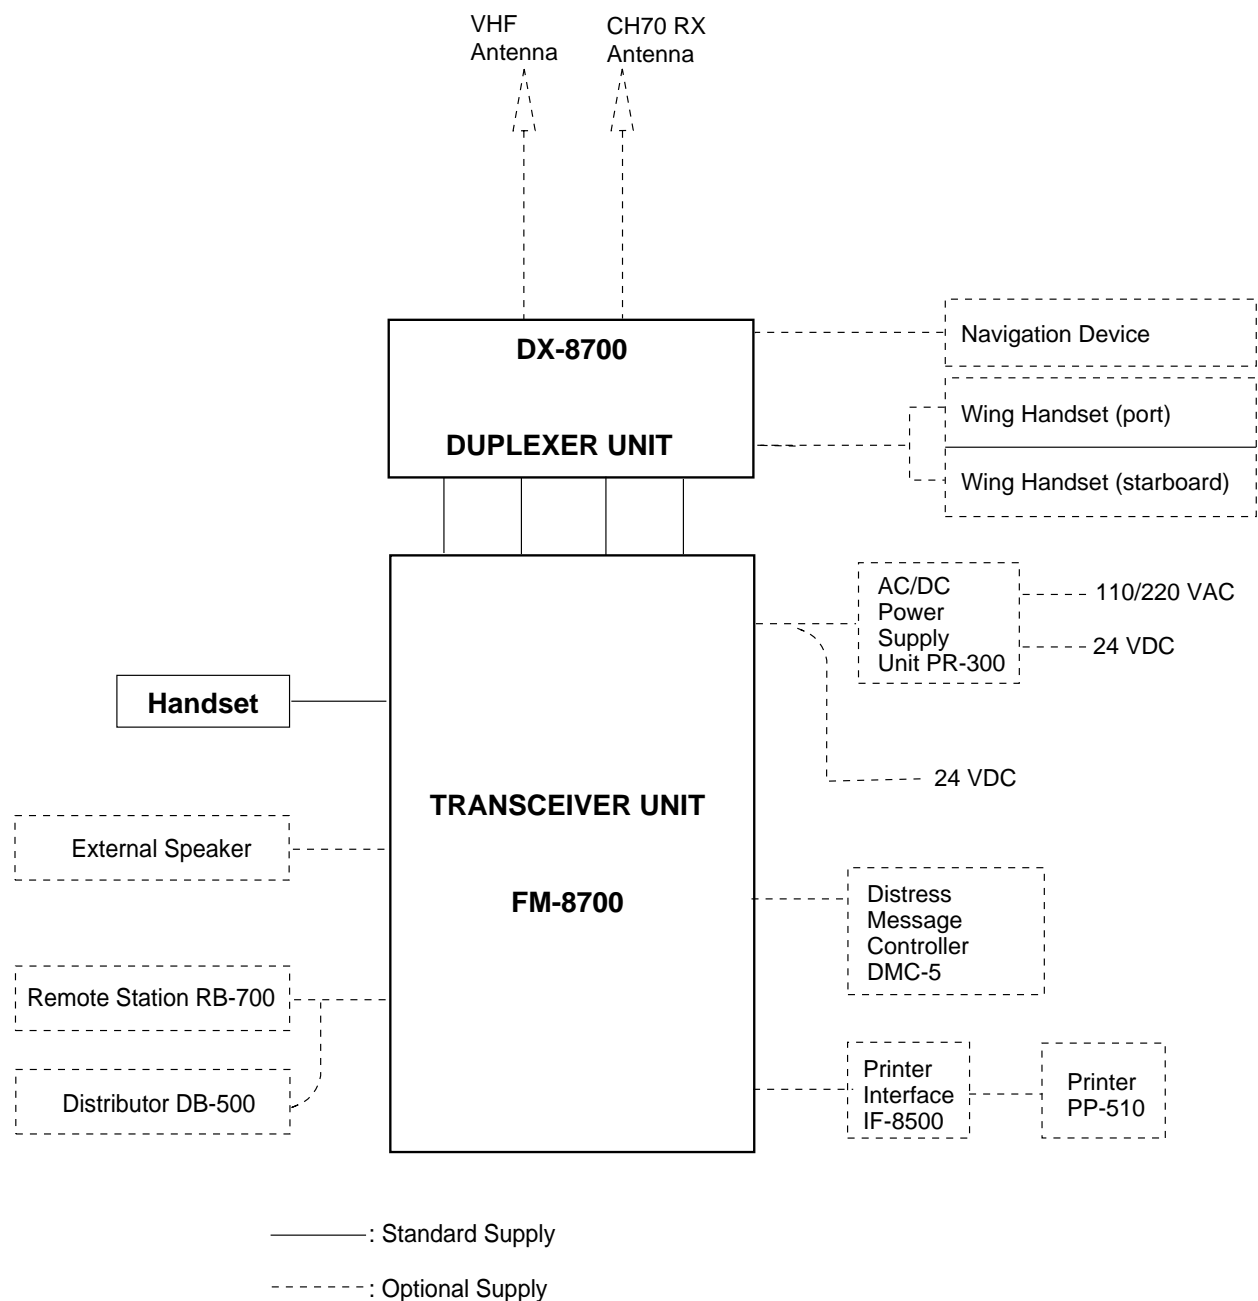 VHF
Antenna
CH70 RX
Antenna
DX-8700
DUPLEXER UNIT
Navigation Device
Wing Handset (port)
Wing Handset (starboard)
AC/DC
Power
Supply
Unit PR-300
110/220 VAC
24 VDC
24 VDC
Handset
TRANSCEIVER UNIT
FM-8700
External Speaker
Remote Station RB-700
Distributor DB-500
Distress
Message
Controller
DMC-5
Printer
Interface
IF-8500
Printer
PP-510
: Standard Supply
: Optional Supply